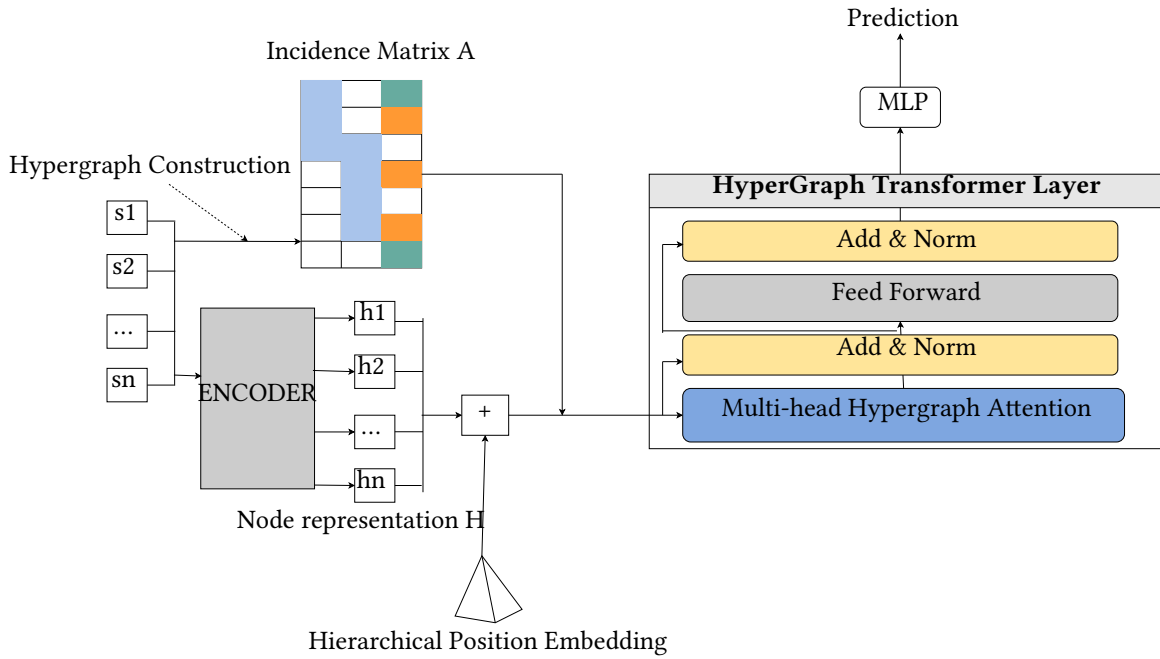 Prediction
Incidence Matrix A
MLP
Hypergraph Construction
HyperGraph Transformer Layer
s1
Add & Norm
s2
Feed Forward
h1
...
Add & Norm
h2
sn
ENCODER
Multi-head Hypergraph Attention
+
...
hn
Node representation H
Hierarchical Position Embedding